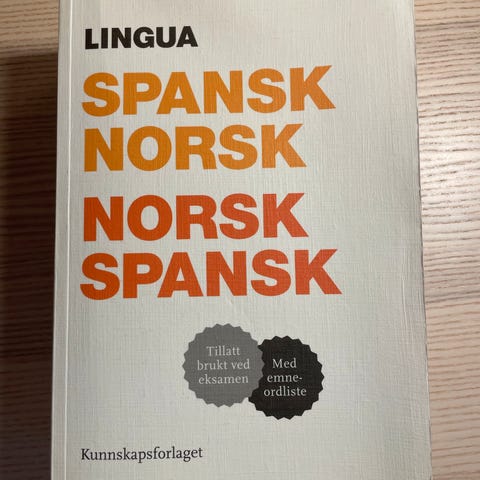 LINGUA
SPANSK
NORSK
NORSK
SPANSK
Tillatt
brukt ved
eksamen
Med
emne-
ordliste
Kunnskapsforlaget